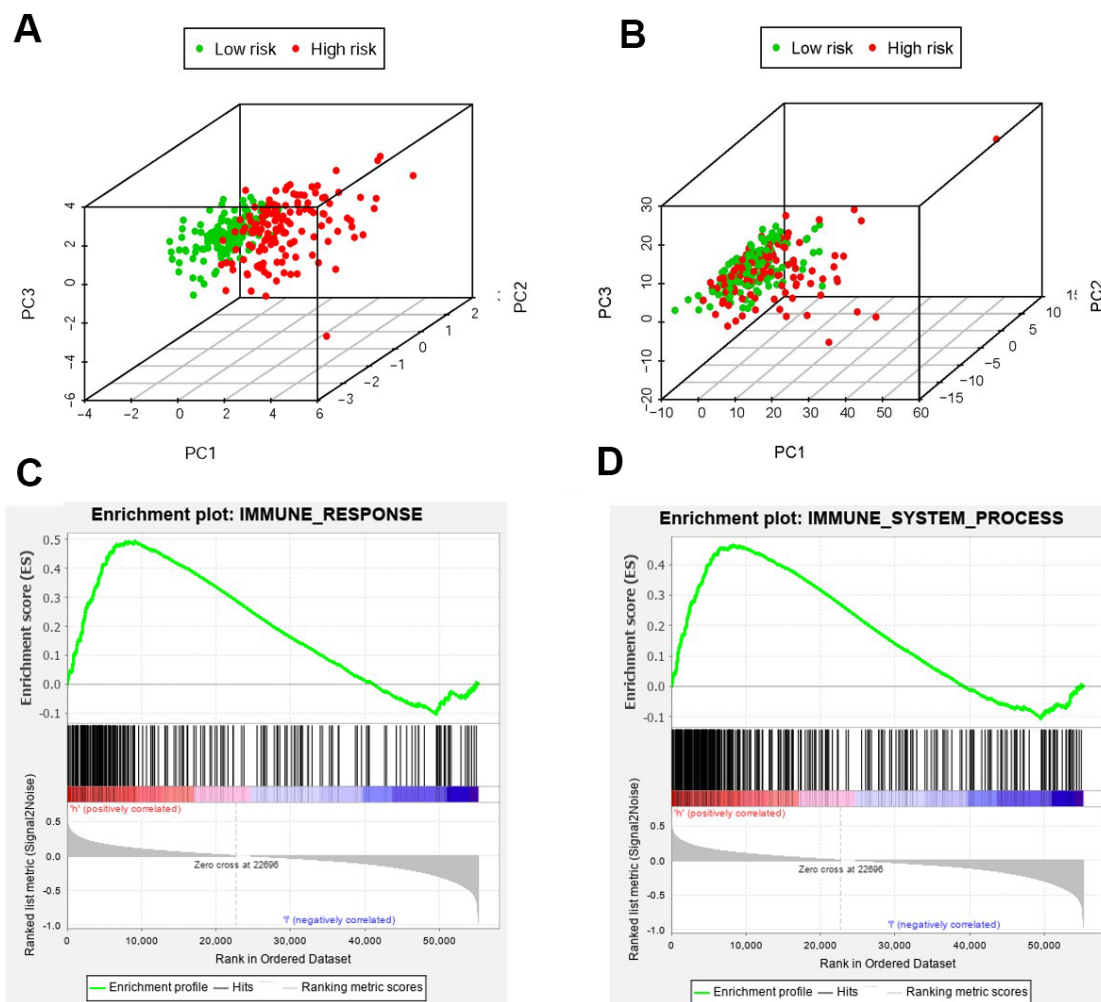 A
Low risk High risk
PC3
4
2
0
-2
-4
-6
-4
-2
0
2
4
6
PC1
-3
-2
-1
0
1
2
PC2
B
Low risk High risk
PC3
30
20
10
0
-10
-20
-10
0
10
20
30
40
50
60
PC1
-15
-10
-5
0
5
10
PC2
C
Enrichment plot: IMMUNE_RESPONSE
Enrichment score (ES)
0.5
0.4
0.3
0.2
0.1
0.0
-0.1
'h' (positively correlated)
Ranked list metric (Signal2Noise)
0.5
0.0
-0.5
-1.0
Zero cross at 22696
'l' (negatively correlated)
0 10,000 20,000 30,000 40,000 50,000
Rank in Ordered Dataset
Enrichment profile Hits Ranking metric scores
D
Enrichment plot: IMMUNE_SYSTEM_PROCESS
Enrichment score (ES)
0.4
0.3
0.2
0.1
0.0
-0.1
'h' (positively correlated)
Ranked list metric (Signal2Noise)
0.5
0.0
-0.5
-1.0
Zero cross at 22696
'l' (negatively correlated)
0 10,000 20,000 30,000 40,000 50,000
Rank in Ordered Dataset
Enrichment profile Hits Ranking metric scores